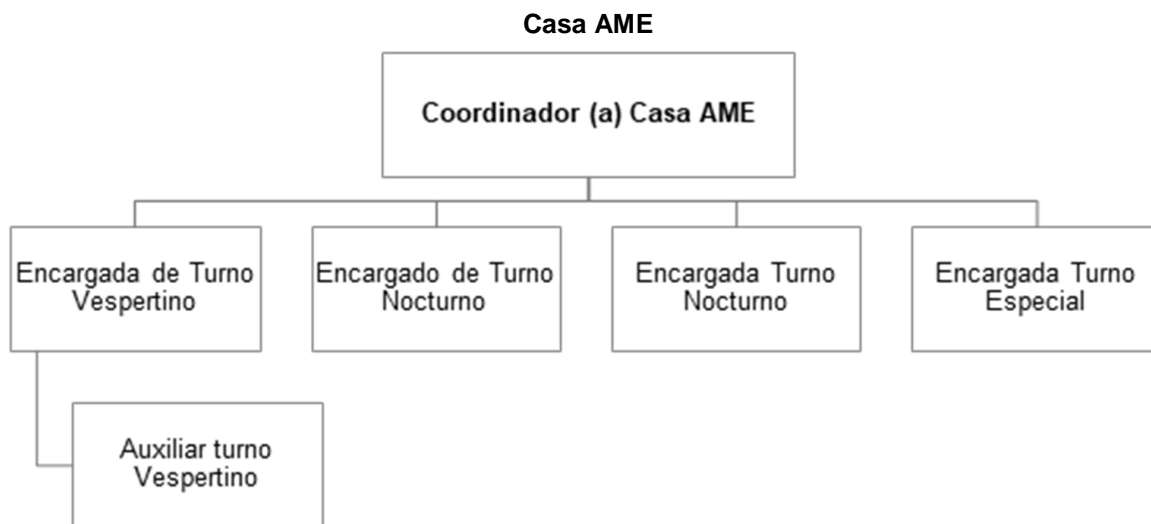 Casa AME
Coordinador (a) Casa AME
Encargada de Turno
Vespertino
Encargado de Turno
Nocturno
Encargada Turno
Nocturno
Encargada Turno
Especial
Auxiliar turno
Vespertino